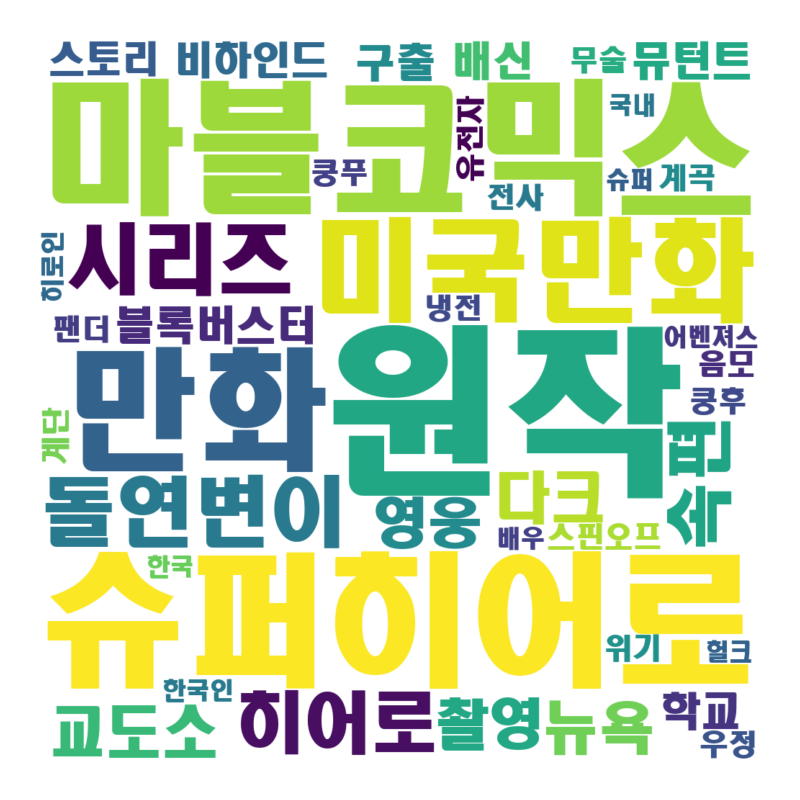 스토리 비하인드 구출 배신 무술 뮤턴트
마블코믹스
유전자
국내
쿵푸
전사
슈퍼 계곡
히로인
시리즈 미국만화
냉전
팬더 블록버스터
어벤져스
음모
만화 원작
쿵후
계단
속편
돌연변이 영웅 다크
배우 스핀오프
한국
슈퍼히어로
위기 헐크
한국인
교도소 히어로 촬영 뉴욕 학교
우정